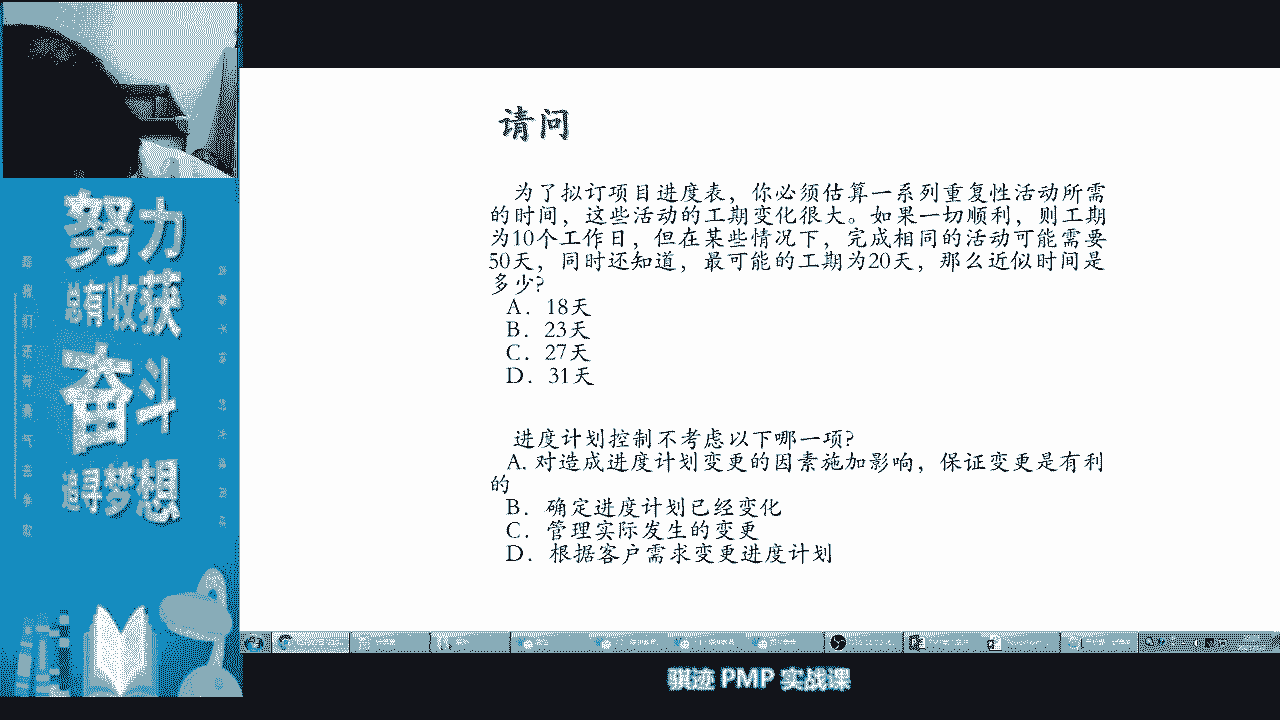 努力
总有收获
奋斗
追寻梦想
请问
为了拟订项目进度表，你必须估算一系列重复性活动所需
的时间，这些活动的工期变化很大。如果一切顺利，则工期
为10个工作日，但在某些情况下，完成相同的活动可能需要
50天，同时还知道，最可能的工期为20天，那么近似时间是
多少?
A．18天
B．23天
C．27天
D．31天
进度计划控制不考虑以下哪一项?
A. 对造成进度计划变更的因素施加影响，保证变更是有利
的
B．确定进度计划已经变化
C．管理实际发生的变更
D．根据客户需求变更进度计划
骐迹 PMP 实战课